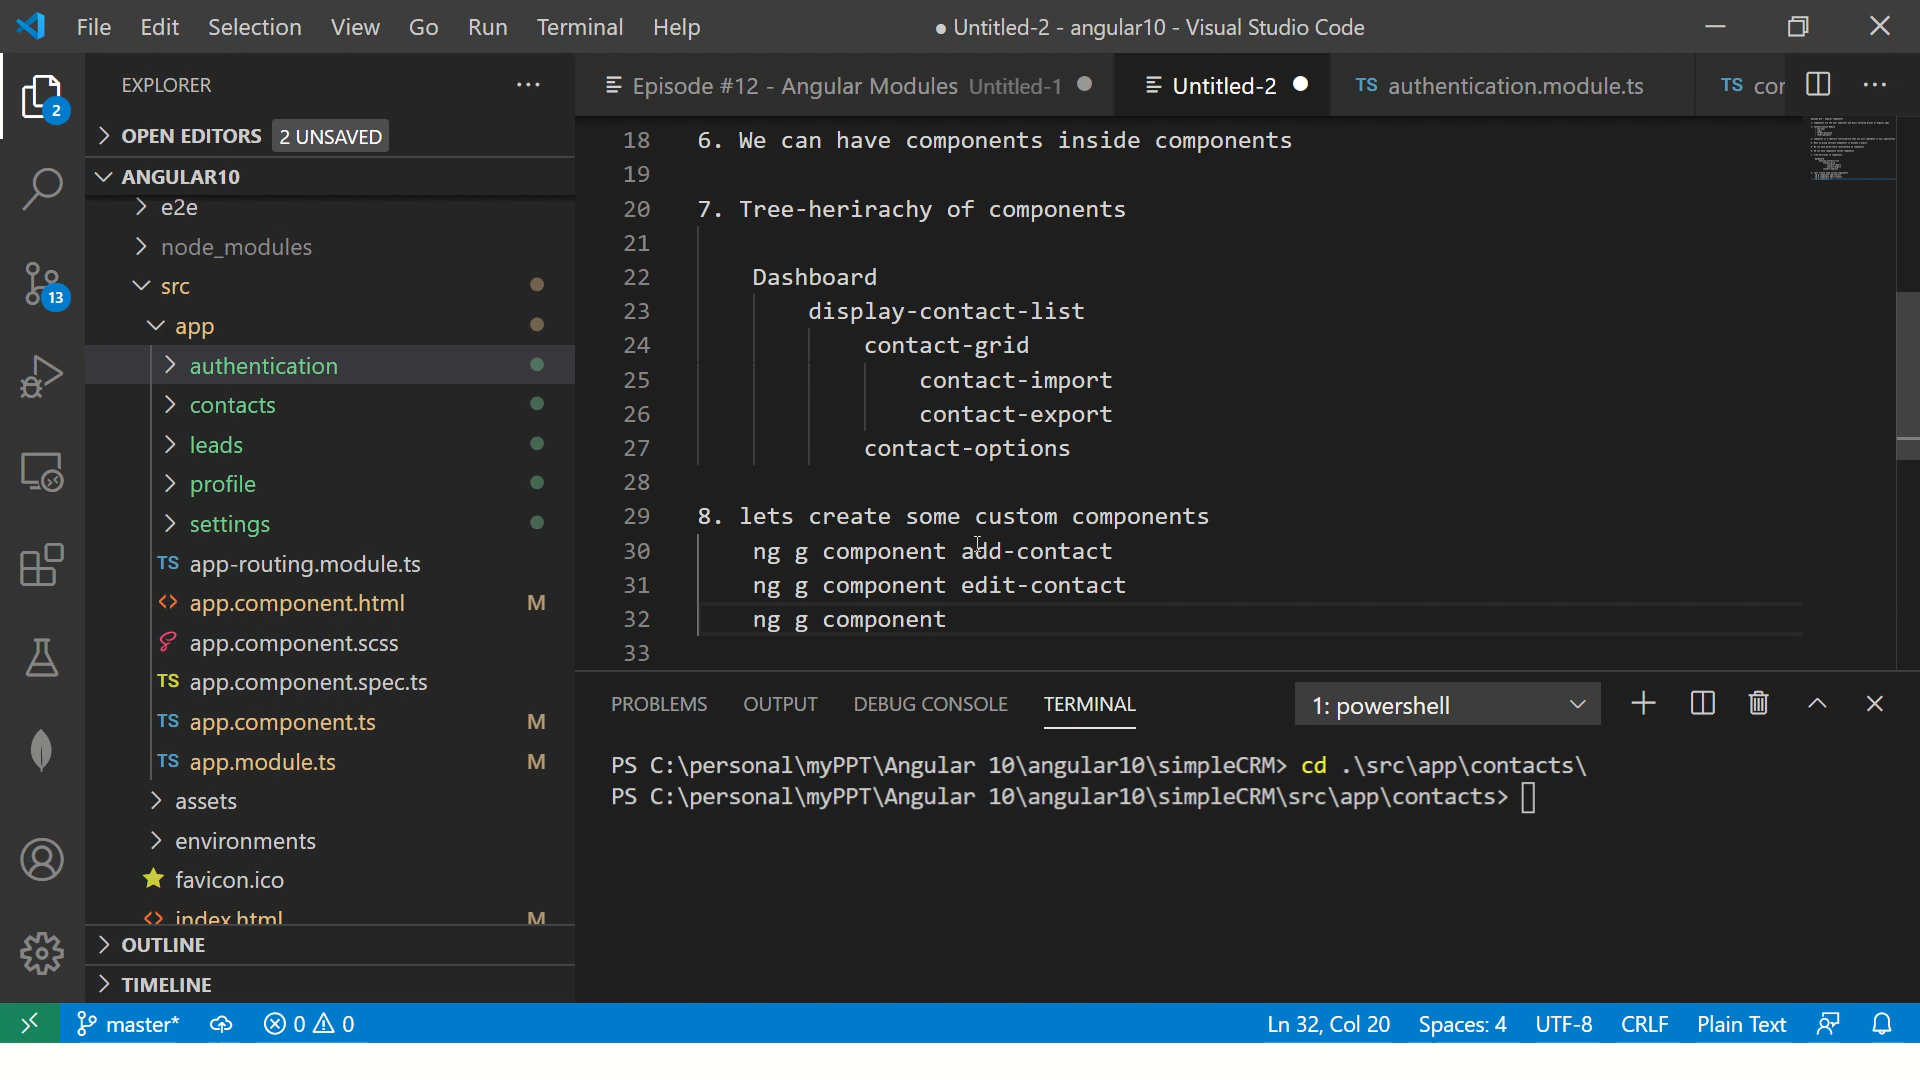 File Edit Selection View Go Run Terminal Help
● Untitled-2 - angular10 - Visual Studio Code
EXPLORER
OPEN EDITORS 2 UNSAVED
ANGULAR10
e2e
node_modules
src
app
authentication
contacts
leads
profile
settings
TS app-routing.module.ts
<> app.component.html M
app.component.scss
TS app.component.spec.ts
TS app.component.ts M
TS app.module.ts M
assets
environments
favicon.ico
<> index.html M
OUTLINE
TIMELINE
2
13
Episode #12 - Angular Modules Untitled-1
Untitled-2
TS authentication.module.ts
TS cor
18 6. We can have components inside components
19
20 7. Tree-herirachy of components
21
22 Dashboard
23 display-contact-list
24 contact-grid
25 contact-import
26 contact-export
27 contact-options
28
29 8. lets create some custom components
30 ng g component add-contact
31 ng g component edit-contact
32 ng g component
33
PROBLEMS OUTPUT DEBUG CONSOLE TERMINAL 1: powershell
PS C:\personal\myPPT\Angular 10\angular10\simpleCRM> cd .\src\app\contacts\
PS C:\personal\myPPT\Angular 10\angular10\simpleCRM\src\app\contacts>
master* 0 0 Ln 32, Col 20 Spaces: 4 UTF-8 CRLF Plain Text